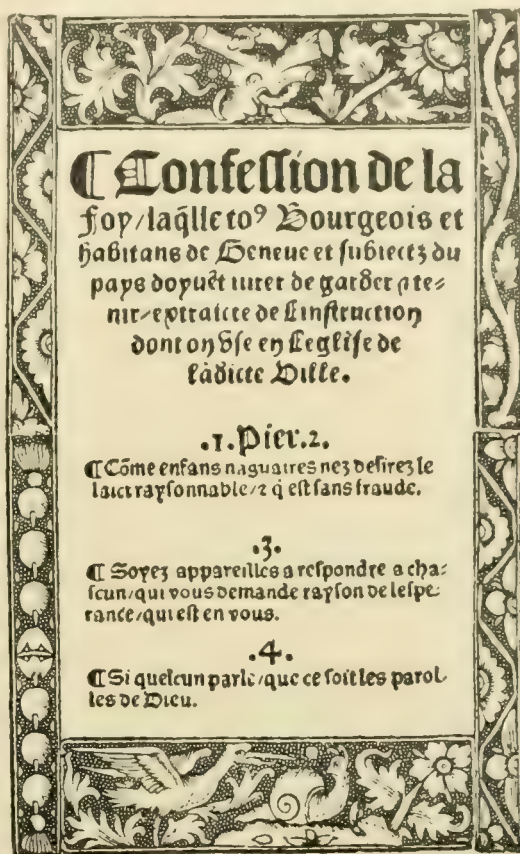 ⁋ Confession de la
foy/laq̃lle to⁹ Bourgeois et
habitans de Geneue et subiectz du
pays doyuẽt iurer de garder ⁊ te⸗
nir/extraicte de Linstruction
dont on vse en Leglise de
ladicte Ville.
.1.Pier.2.
⁋ Cõme enfans naguaires nez desirez le
laict raysonnable/⁊ q̇ est sans fraude.
.3.
⁋ Soyez appareilles a respondre a cha⸗
scun/qui vous demande rayson de lespe⸗
rance/qui est en vous.
.4.
⁋ Si quelcun parle/que ce soit les parol
les de Dieu.